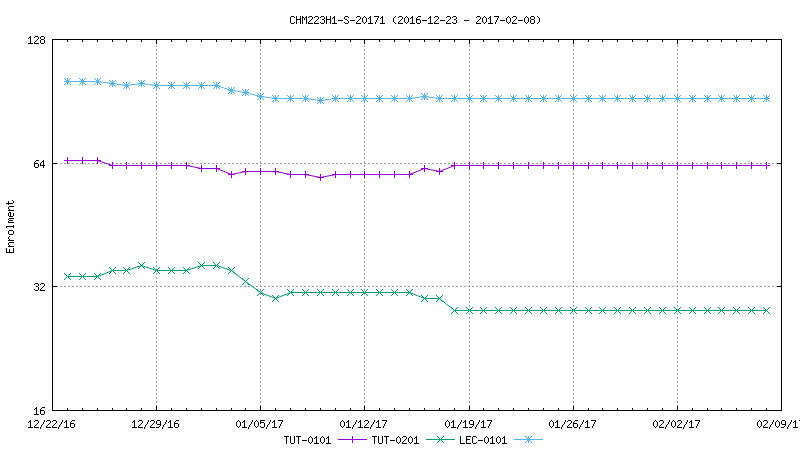 CHM223H1-S-20171 (2016-12-23 - 2017-02-08)
128
64
32
16
Enrolment
12/22/16 12/29/16 01/05/17 01/12/17 01/19/17 01/26/17 02/02/17 02/09/17
TUT-0101 TUT-0201 LEC-0101